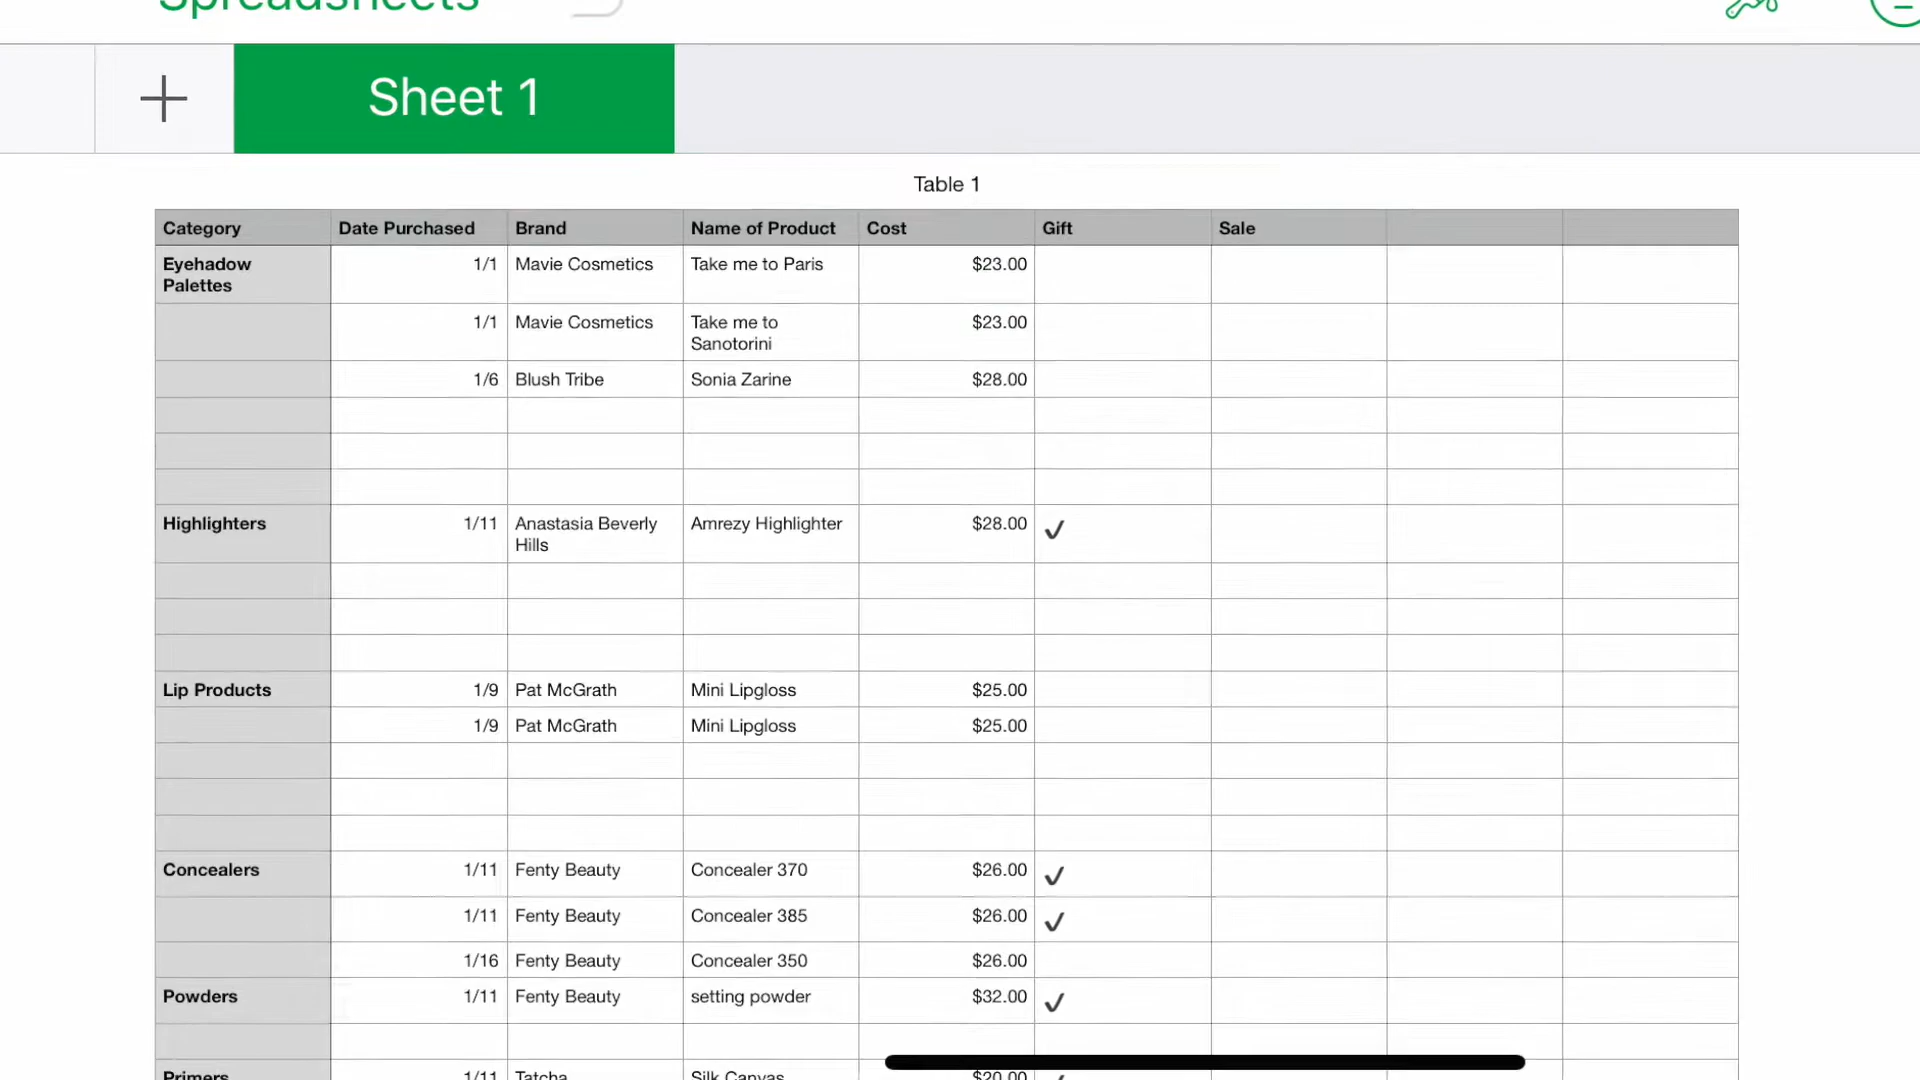 Spreadsheets
Sheet 1
Table 1
Category Date Purchased Brand Name of Product Cost Gift Sale
Eyehadow 1/1 Mavie Cosmetics Take me to Paris $23.00
Palettes
1/1 Mavie Cosmetics Take me to $23.00
Sanotorini
1/6 Blush Tribe Sonia Zarine $28.00
Highlighters 1/11 Anastasia Beverly Amrezy Highlighter $28.00 ✓
Hills
Lip Products 1/9 Pat McGrath Mini Lipgloss $25.00
1/9 Pat McGrath Mini Lipgloss $25.00
Concealers 1/11 Fenty Beauty Concealer 370 $26.00 ✓
1/11 Fenty Beauty Concealer 385 $26.00 ✓
1/16 Fenty Beauty Concealer 350 $26.00
Powders 1/11 Fenty Beauty setting powder $32.00 ✓
Primers 1/11 Tatcha Silk Canvas $20.00